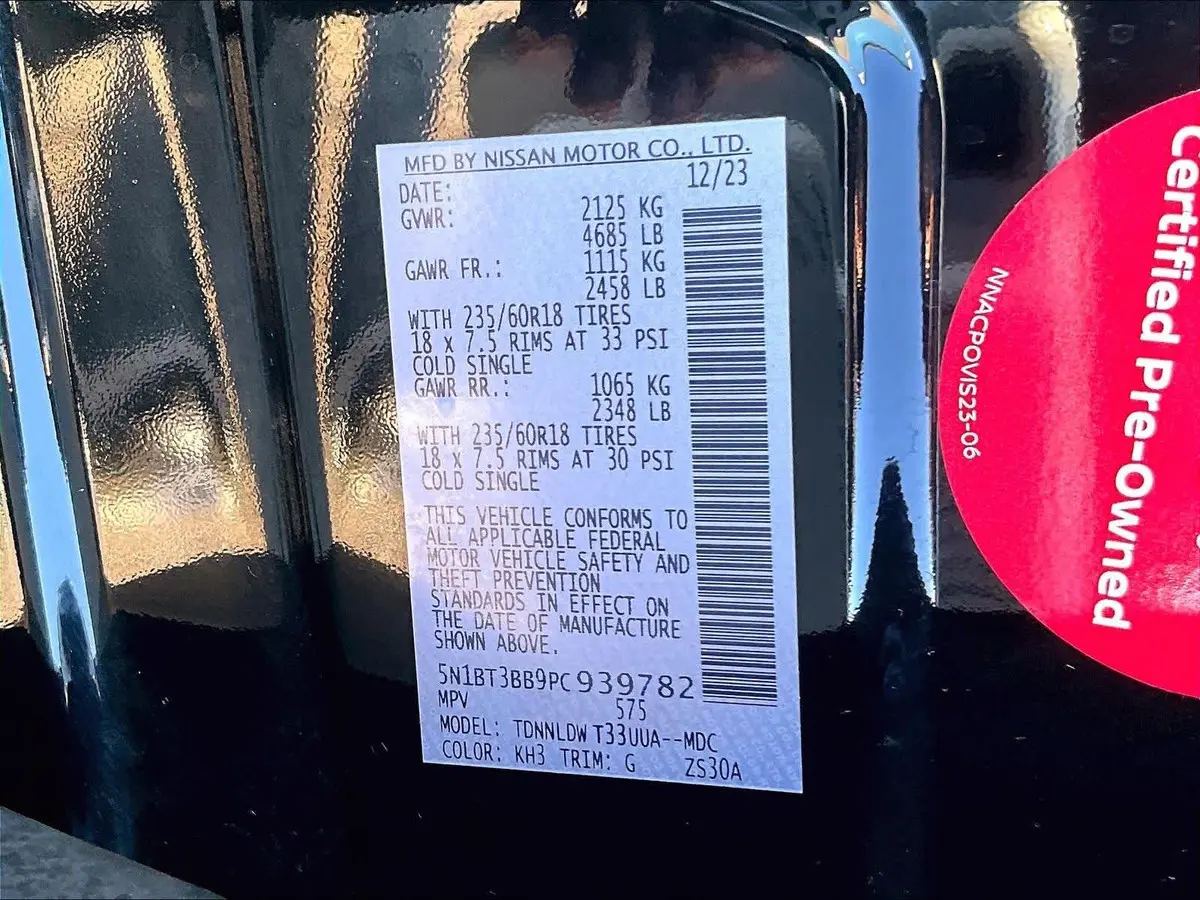 MFD BY NISSAN MOTOR CO., LTD.
DATE: 12/23
GVWR: 2125 KG
4685 LB
GAWR FR.: 1115 KG
2458 LB
WITH 235/60R18 TIRES
18 x 7.5 RIMS AT 33 PSI
COLD SINGLE
GAWR RR.: 1065 KG
2348 LB
WITH 235/60R18 TIRES
18 x 7.5 RIMS AT 30 PSI
COLD SINGLE
THIS VEHICLE CONFORMS TO
ALL APPLICABLE FEDERAL
MOTOR VEHICLE SAFETY AND
THEFT PREVENTION
STANDARDS IN EFFECT ON
THE DATE OF MANUFACTURE
SHOWN ABOVE.
5N1BT3BB9PC939782
MPV 575
MODEL: TDNNLDW T33UUA--MDC
COLOR: KH3 TRIM: G ZS30A
Certified Pre-Owned
NNACPOVIS23-06